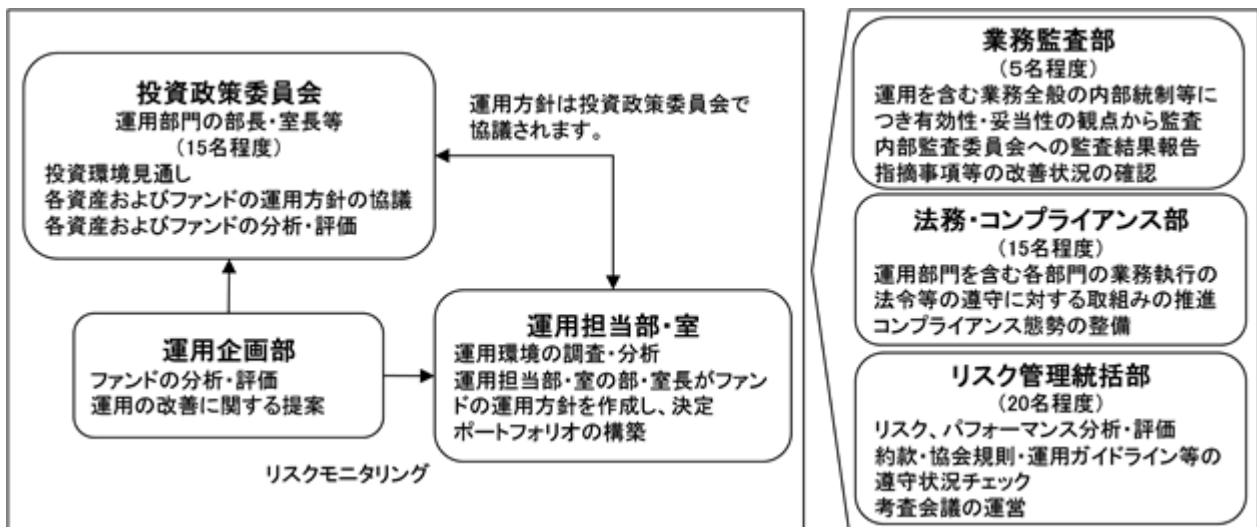 投資政策委員会
運用部門の部長・室長等
(15名程度)
投資環境見通し
各資産およびファンドの運用方針の協議
各資産およびファンドの分析・評価
運用方針は投資政策委員会で
協議されます。
運用企画部
ファンドの分析・評価
運用の改善に関する提案
運用担当部・室
運用環境の調査・分析
運用担当部・室の部・室長がファン
ドの運用方針を作成し、決定
ポートフォリオの構築
リスクモニタリング
業務監査部
(5名程度)
運用を含む業務全般の内部統制等に
つき有効性・妥当性の観点から監査
内部監査委員会への監査結果報告
指摘事項等の改善状況の確認
法務・コンプライアンス部
(15名程度)
運用部門を含む各部門の業務執行の
法令等の遵守に対する取組みの推進
コンプライアンス態勢の整備
リスク管理統括部
(20名程度)
リスク、パフォーマンス分析・評価
約款・協会規則・運用ガイドライン等の
遵守状況チェック
考査会議の運営